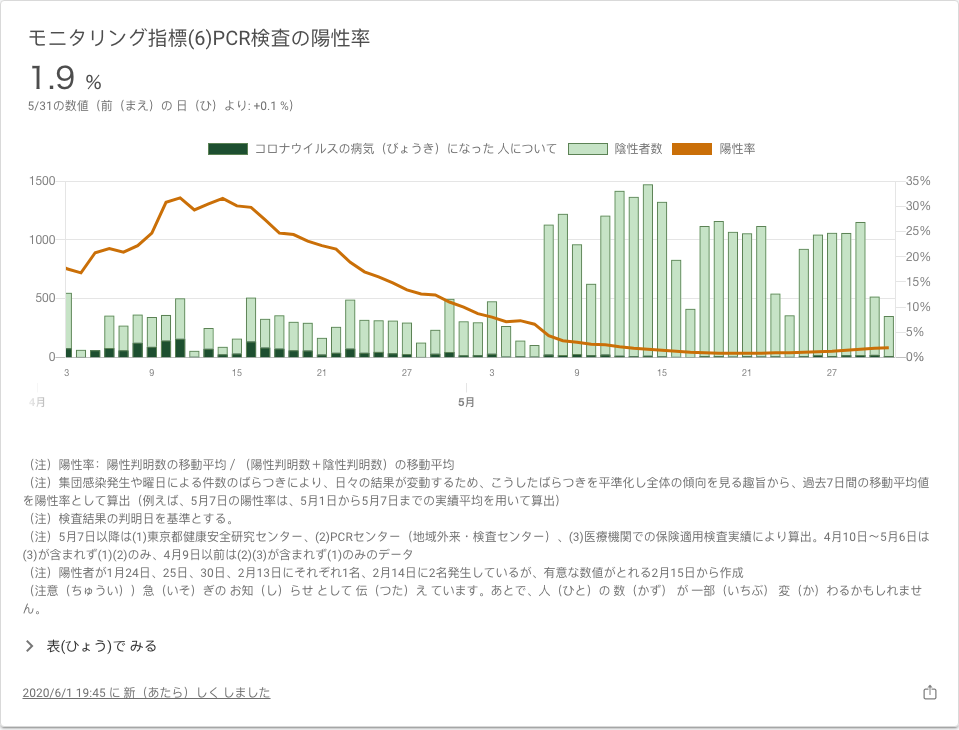 モニタリング指標(6)PCR検査の陽性率
1.9 %
5/31の数値（前（まえ）の 日（ひ）より: +0.1 %）
コロナウイルスの病気（びょうき）になった 人について 陰性者数 陽性率
1500 35%
30%
1000 25%
20%
500 15%
10%
5%
0 0%
3 9 15 21 27 3 9 15 21 27
4月 5月
（注）陽性率：陽性判明数の移動平均 / （陽性判明数＋陰性判明数）の移動平均
（注）集団感染発生や曜日による件数のばらつきにより、日々の結果が変動するため、こうしたばらつきを平準化し全体の傾向を見る趣旨から、過去7日間の移動平均値
を陽性率として算出（例えば、5月7日の陽性率は、5月1日から5月7日までの実績平均を用いて算出）
（注）検査結果の判明日を基準とする。
（注）5月7日以降は(1)東京都健康安全研究センター、(2)PCRセンター（地域外来・検査センター）、(3)医療機関での保険適用検査実績により算出。4月10日～5月6日は
(3)が含まれず(1)(2)のみ、4月9日以前は(2)(3)が含まれず(1)のみのデータ
（注）陽性者が1月24日、25日、30日、2月13日にそれぞれ1名、2月14日に2名発生しているが、有意な数値がとれる2月15日から作成
（注意（ちゅうい））急（いそ）ぎの お知（し）らせ として 伝（つた）え ています。あとで、人（ひと）の 数（かず） が 一部（いちぶ） 変（か）わるかもしれませ
ん。
表(ひょう)で みる
2020/6/1 19:45 に 新（あたら）しく しました